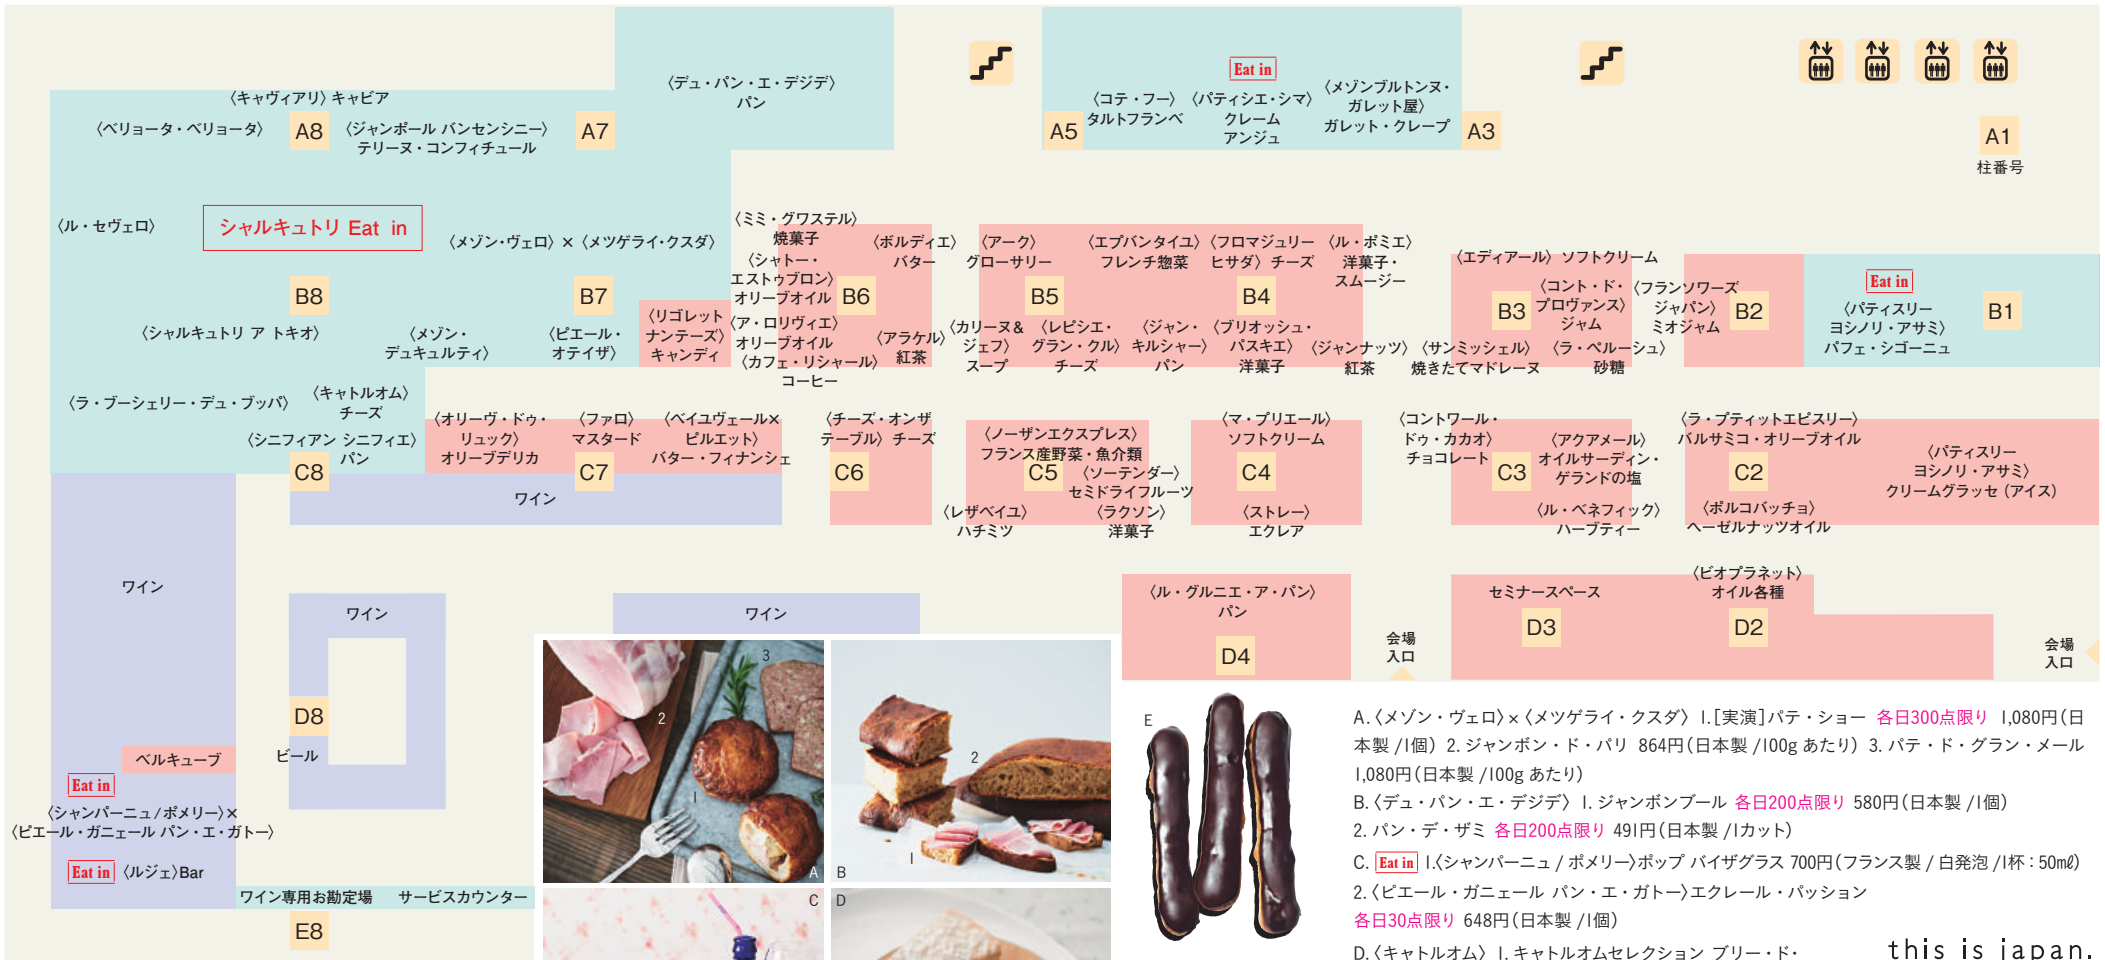 〈デュ・パン・エ・デジデ〉
パン
〈キャヴィアリ〉キャビア
〈ベリョータ・ベリョータ〉
A8
〈ジャンポール バンセンシニー〉
テリーヌ・コンフィチュール
A7
Eat in
A5
〈コテ・フー〉
タルトフランベ
〈パティシエ・シマ〉
クレーム
アンジュ
〈メゾンブルトンヌ・
ガレット屋〉
ガレット・クレープ
A3
A1
柱番号
〈ル・セヴェロ〉
シャルキュトリ Eat in
〈メゾン・ヴェロ〉×〈メツゲライ・クスダ〉
B8
B7
〈シャルキュトリ ア トキオ〉
〈メゾン・
デュキュルティ〉
〈ピエール・
オテイザ〉
〈リゴレット
ナンテーズ〉
キャンディ
〈ミミ・グワステル〉
焼菓子
〈シャトー・
エストゥブロン〉
オリーブオイル
〈ボルディエ〉
バター
B6
〈ア・ロリヴィエ〉
オリーブオイル
〈カフェ・リシャール〉
コーヒー
〈アラケル〉
紅茶
〈アーク〉
グローサリー
〈エプバンタイユ〉
フレンチ惣菜
〈フロマジュリー
ヒサダ〉チーズ
〈ル・ポミエ〉
洋菓子・
スムージー
B5
B4
〈カリーヌ&
ジェフ〉
スープ
〈レピシエ・
グラン・クル〉
チーズ
〈ジャン・
キルシャー〉
パン
〈ブリオッシュ・
パスキエ〉
洋菓子
〈ジャンナッツ〉
紅茶
〈エディアール〉ソフトクリーム
B3
〈コント・ド・
プロヴァンス〉
ジャム
〈サンミッシェル〉
焼きたてマドレーヌ
〈ラ・ペルーシュ〉
砂糖
〈フランソワーズ
ジャパン〉
ミオジャム
B2
Eat in
〈パティスリー
ヨシノリ・アサミ〉
パフェ・シゴーニュ
B1
〈ラ・ブーシェリー・デュ・ブッパ〉
〈キャトルオム〉
チーズ
〈シニフィアン シニフィエ〉
パン
C8
〈オリーヴ・ドゥ・
リュック〉
オリーブデリカ
〈ファロ〉
マスタード
C7
〈ベイユヴェール×
ピルエット〉
バター・フィナンシェ
ワイン
〈チーズ・オンザ
テーブル〉チーズ
C6
〈ノーザンエクスプレス〉
フランス産野菜・魚介類
C5
〈ソーテンダー〉
セミドライフルーツ
〈レザベイユ〉
ハチミツ
〈ラクソン〉
洋菓子
〈マ・プリエール〉
ソフトクリーム
C4
〈ストレー〉
エクレア
〈コントワール・
ドゥ・カカオ〉
チョコレート
C3
〈アクアメール〉
オイルサーディン・
ゲランドの塩
〈ル・ベネフィック〉
ハーブティー
〈ラ・プティットエピスリー〉
バルサミコ・オリーブオイル
C2
〈ポルコバッチョ〉
ヘーゼルナッツオイル
〈パティスリー
ヨシノリ・アサミ〉
クリームグラッセ(アイス)
ワイン
ワイン
ワイン
D8
ビール
〈ル・グルニエ・ア・パン〉
パン
D4
会場
入口
セミナースペース
D3
〈ビオプラネット〉
オイル各種
D2
会場
入口
ベルキューブ
Eat in
〈シャンパーニュ/ポメリー〉×
〈ピエール・ガニェール パン・エ・ガトー〉
Eat in 〈ルジェ〉Bar
ワイン専用お勘定場
サービスカウンター
E8
3
2
1
A
2
1
B
C
D
E
A.〈メゾン・ヴェロ〉×〈メツゲライ・クスダ〉 1.[実演]パテ・ショー 各日300点限り 1,080円(日
本製/1個) 2. ジャンボン・ド・パリ 864円(日本製/100gあたり) 3. パテ・ド・グラン・メール
1,080円(日本製/100gあたり)
B.〈デュ・パン・エ・デジデ〉 1. ジャンボンブール 各日200点限り 580円(日本製/1個)
2. パン・デ・ザミ 各日200点限り 491円(日本製/1カット)
C. Eat in 1.〈シャンパーニュ/ポメリー〉ポップ バイザグラス 700円(フランス製/白発泡/1杯:50㎖)
2.〈ピエール・ガニェール パン・エ・ガトー〉エクレール・パッション
各日30点限り 648円(日本製/1個)
D.〈キャトルオム〉 1. キャトルオムセレクション ブリー・ド・
this is japan.